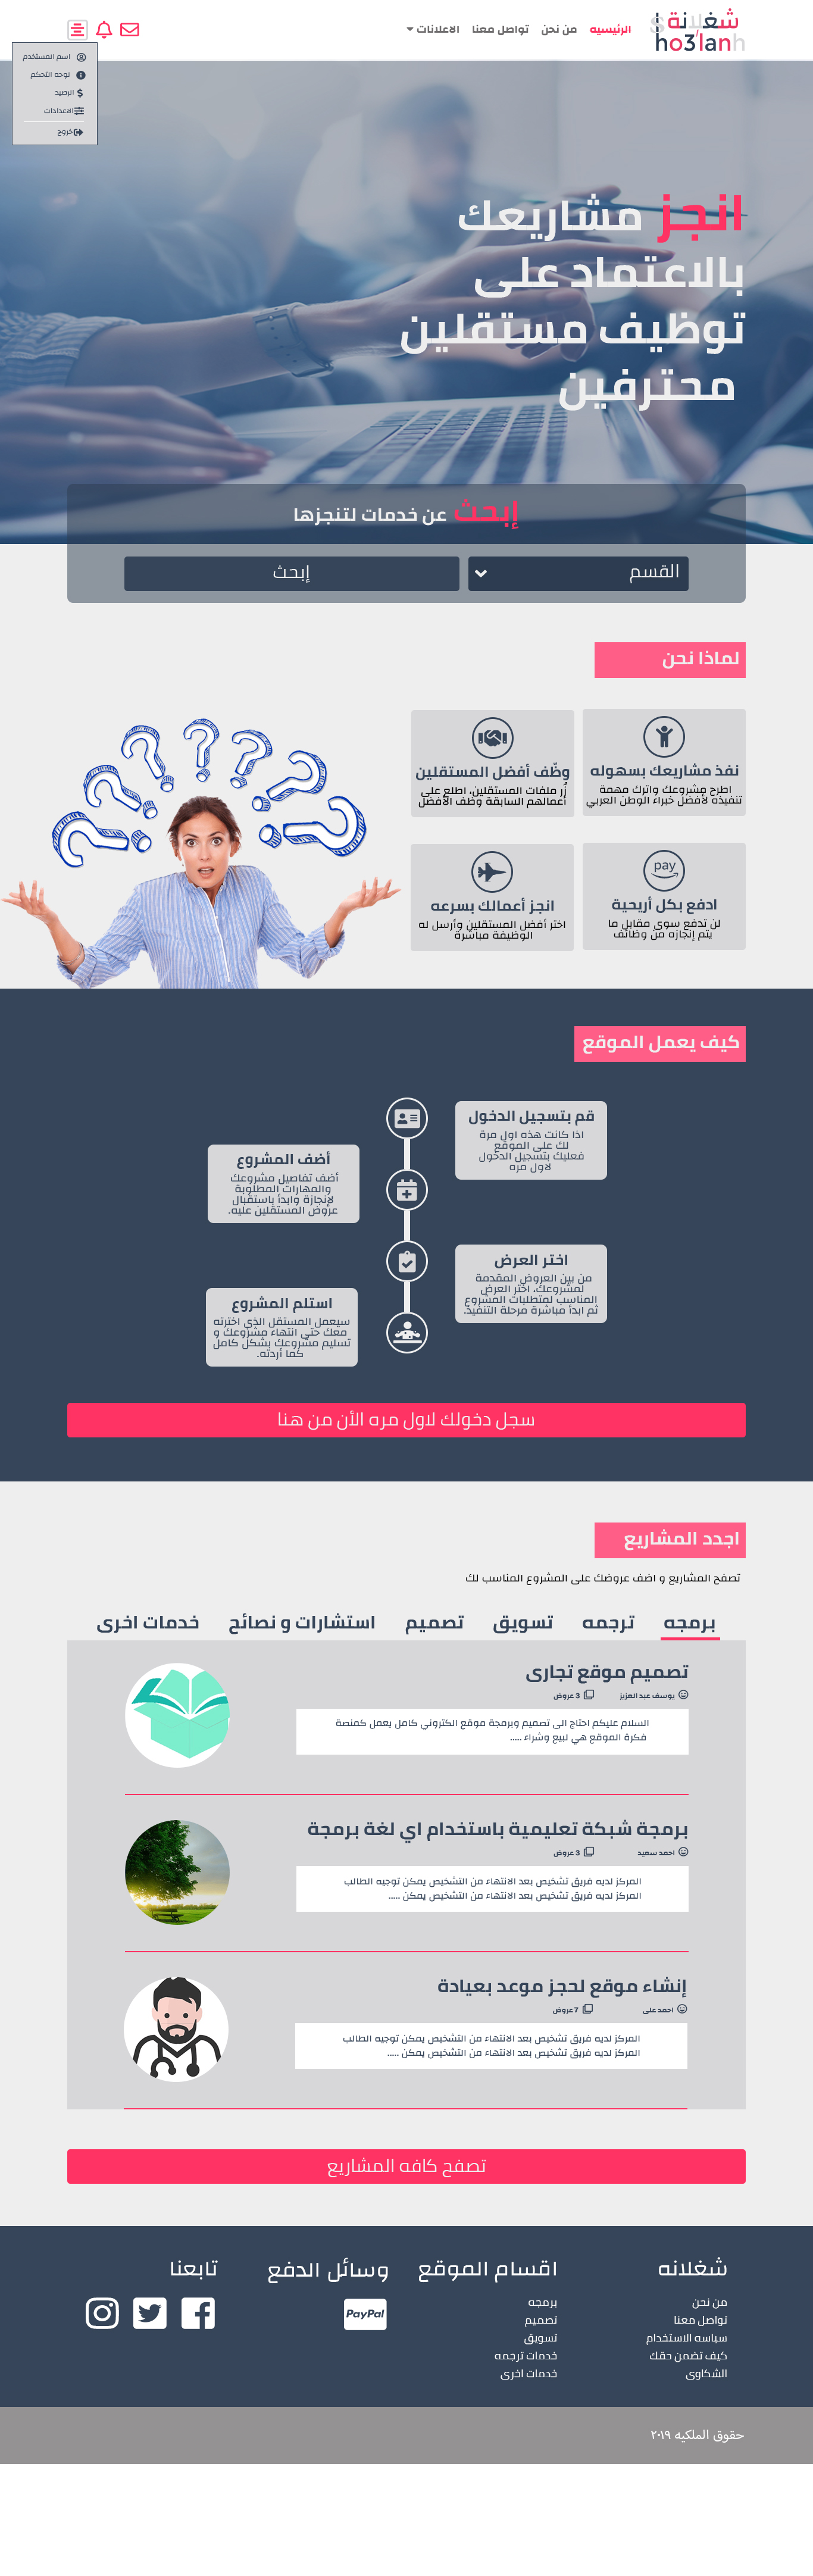 شغلانة
sho3lanh
الرئيسيه
من نحن
تواصل معنا
الاعلانات
اسم المستخدم
لوحه التحكم
الرصيد
الاعدادات
خروج
انجز مشاريعك
بالاعتماد على
توظيف مستقلين
محترفين
إبحث عن خدمات لتنجزها
القسم
إبحث
لماذا نحن
نفذ مشاريعك بسهوله
اطرح مشروعك واترك مهمة
تنفيذه لأفضل خبراء الوطن العربي
وظّف أفضل المستقلين
زُر ملفات المستقلين، اطلع على
أعمالهم السابقة وظف الأفضل
pay
ادفع بكل أريحية
لن تدفع سوى مقابل ما
يتم إنجازه من وظائف
انجز أعمالك بسرعه
اختر أفضل المستقلين وأرسل له
الوظيفة مباشرة
كيف يعمل الموقع
قم بتسجيل الدخول
اذا كانت هذه اول مرة
لك على الموقع
فعليك بتسجيل الدخول
لاول مره
أضف المشروع
أضف تفاصيل مشروعك
والمهارات المطلوبة
لإنجازة وابدأ باستقبال
عروض المستقلين عليه.
اختر العرض
من بين العروض المقدمة
لمشروعك، اختر العرض
المناسب لمتطلبات المشروع
ثم ابدأ مباشرة مرحلة التنفيذ.
استلم المشروع
سيعمل المستقل الذي اخترته
معك حتى انتهاء مشروعك و
تسليم مشروعك بشكل كامل
كما أردته.
سجل دخولك لاول مره الأن من هنا
اجدد المشاريع
تصفح المشاريع و اضف عروضك على المشروع المناسب لك
برمجه
ترجمه
تسويق
تصميم
استشارات و نصائح
خدمات اخرى
تصميم موقع تجارى
يوسف عبد العزيز
3 عروض
السلام عليكم احتاج الى تصميم وبرمجة موقع الكتروني كامل يعمل كمنصة
فكرة الموقع هي لبيع وشراء .....
برمجة شبكة تعليمية باستخدام اي لغة برمجة
احمد سعيد
3 عروض
المركز لديه فريق تشخيص بعد الانتهاء من التشخيص يمكن توجيه الطالب
المركز لديه فريق تشخيص بعد الانتهاء من التشخيص يمكن .....
إنشاء موقع لحجز موعد بعيادة
احمد على
7 عروض
المركز لديه فريق تشخيص بعد الانتهاء من التشخيص يمكن توجيه الطالب
المركز لديه فريق تشخيص بعد الانتهاء من التشخيص يمكن .....
تصفح كافه المشاريع
شغلانه
من نحن
تواصل معنا
سياسه الاستخدام
كيف تضمن حقك
الشكاوى
اقسام الموقع
برمجه
تصميم
تسويق
خدمات ترجمه
خدمات اخرى
وسائل الدفع
PayPal
تابعنا
حقوق الملكيه ٢٠١٩